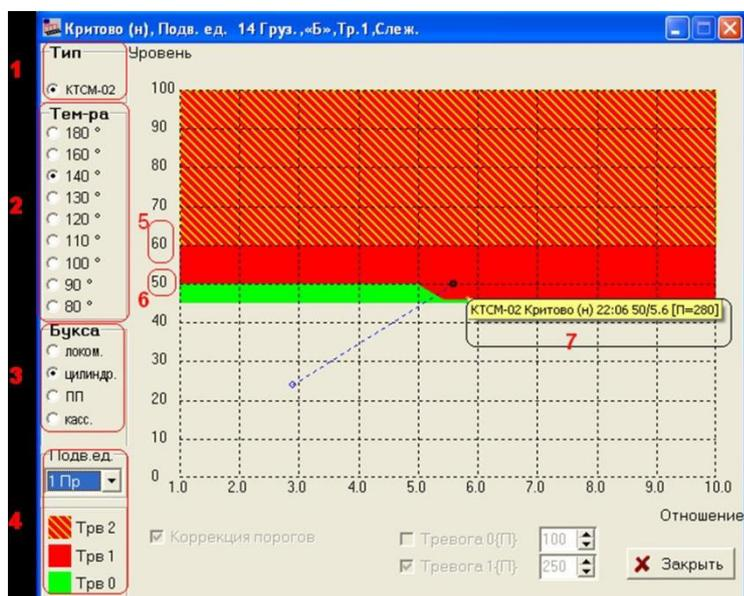 Критово (н), Подв. ед. 14 Груз.,«Б»,Тр.1,Слеж.
1
Тип
КТСМ-02
2
Тем-ра
180 °
160 °
140 °
130 °
120 °
110 °
100 °
90 °
80 °
3
Букса
локом.
цилиндр.
ПП
касс.
4
Подв.ед.
1 Пр
Трв 2
Трв 1
Трв 0
Уровень
100
90
80
70
5
60
50
6
40
30
20
10
0
КТСМ-02 Критово (н) 22:06 50/5.6 [П=280]
7
1.0 2.0 3.0 4.0 5.0 6.0 7.0 8.0 9.0 10.0
Отношение
Коррекция порогов
Тревога 0{П} 100
Тревога 1{П} 250
Закрыть